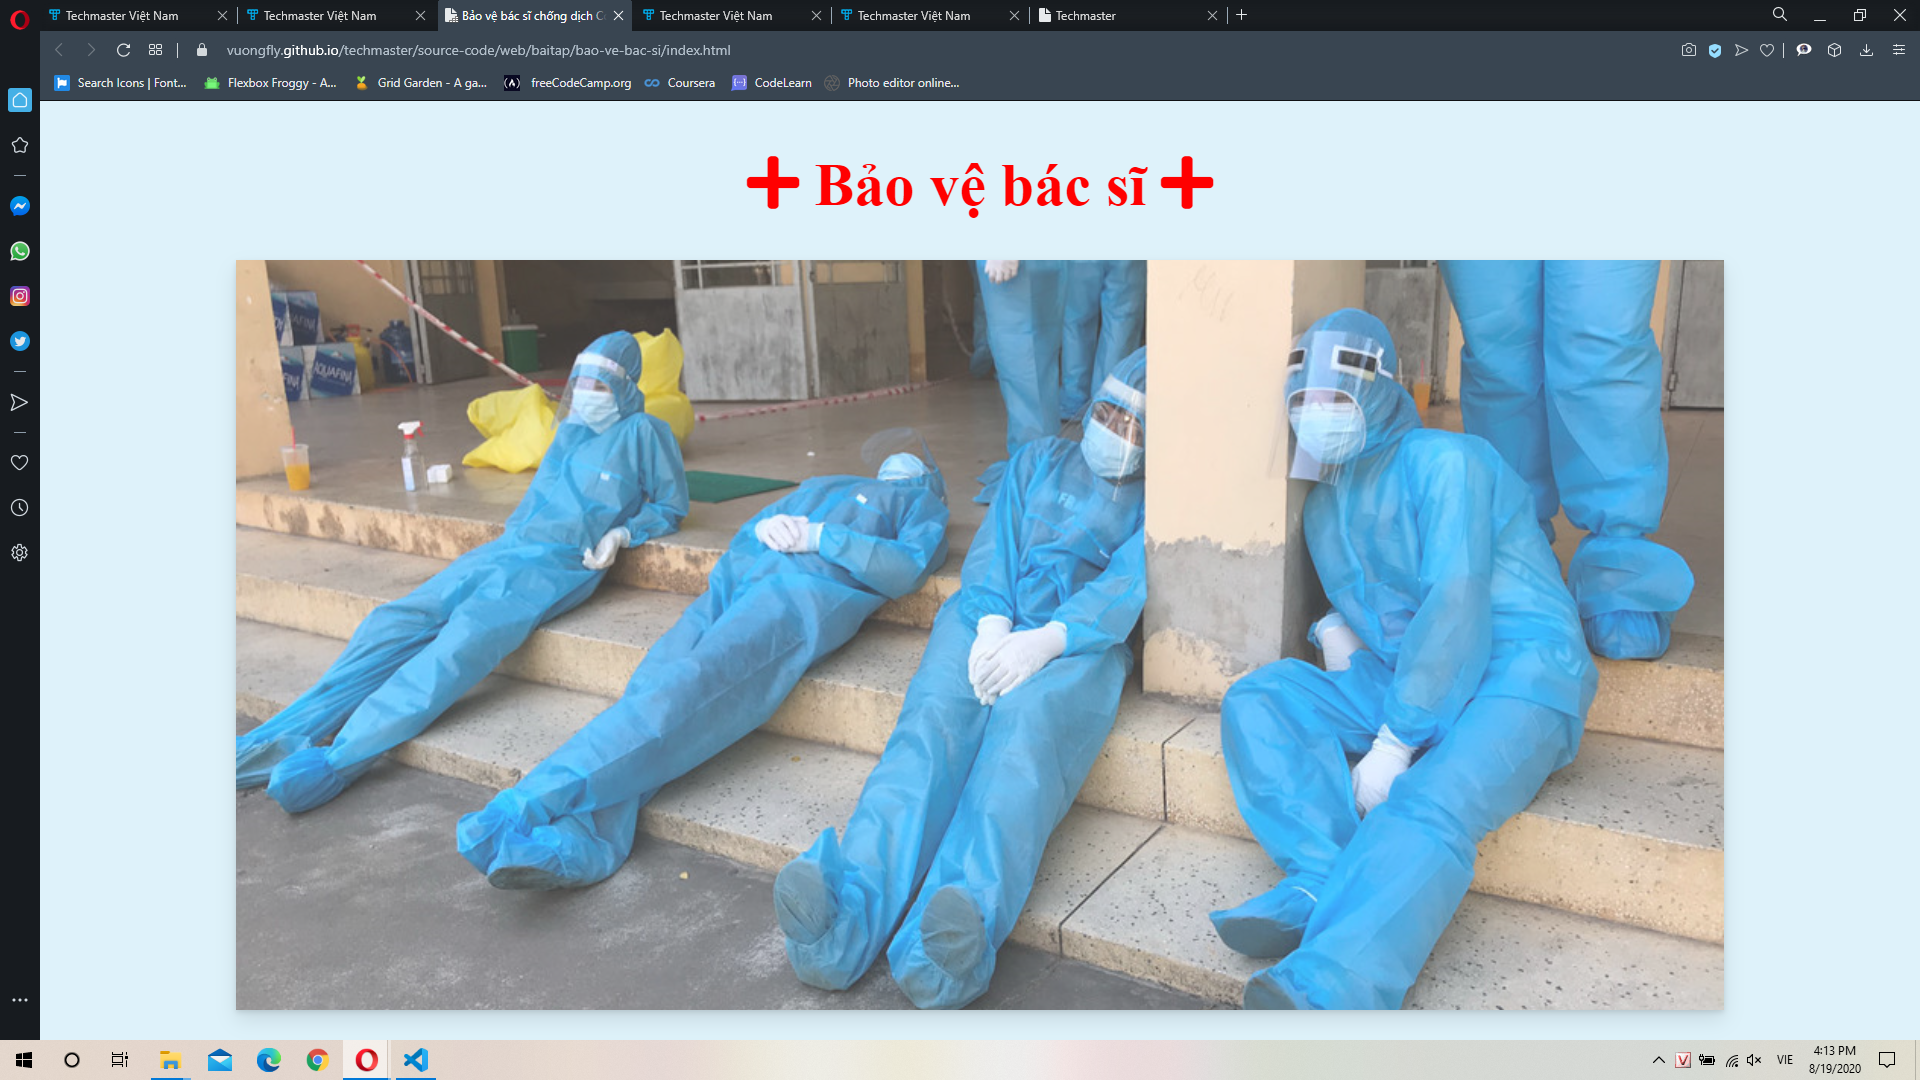 Techmaster Việt Nam
Techmaster Việt Nam
Bảo vệ bác sĩ chống dịch C
Techmaster Việt Nam
Techmaster Việt Nam
Techmaster
vuongfly.github.io/techmaster/source-code/web/baitap/bao-ve-bac-si/index.html
Search Icons | Font...
Flexbox Froggy - A...
Grid Garden - A ga...
freeCodeCamp.org
Coursera
CodeLearn
Photo editor online...
Bảo vệ bác sĩ
AQUAFINA
VIE
4:13 PM
8/19/2020